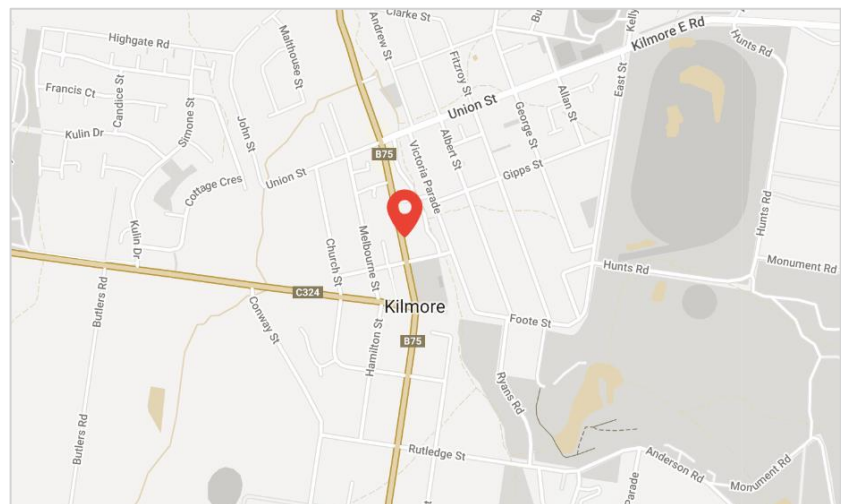 Clarke St
Bu
Kelly
Kilmore E Rd
Highgate Rd
Malthouse St
Andrew St
Fitzroy St
Hunts Rd
Francis Ct
Candice St
Simone St
Union St
Allan St
East St
Kulin Dr
John St
B75
Victoria Parade
Albert St
George St
Gipps St
Cottage Cres
Union St
Kulin Dr
Church St
Melbourne St
Hunts Rd
Hunts Rd
Monument Rd
Butlers Rd
C324
Conway St
Kilmore
Hamilton St
B75
Foote St
Ryans Rd
Butlers Rd
Rutledge St
Anderson Rd
Monument Rd
Parade
t